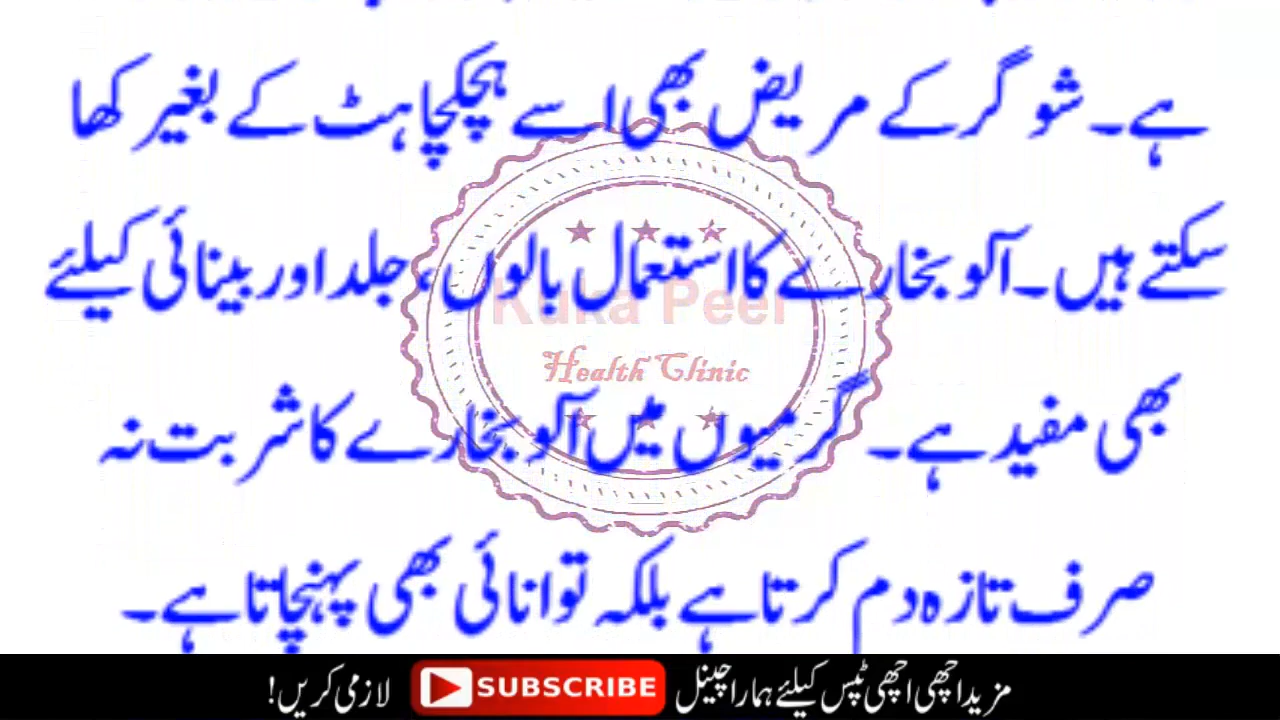 ہے۔ شوگر کے مریض بھی اسے ہچکچاہٹ کے بغیر کھا
سکتے ہیں۔ آلو بخارے کا استعمال بالوں، جلد اور بینائی کیلئے
Kuka Peer
Health Clinic
بھی مفید ہے۔ گرمیوں میں آلو بخارے کا شربت نہ
صرف تازہ دم کرتا ہے بلکہ توانائی بھی پہنچاتا ہے۔
مزید اچھی اچھی ٹپس کیلئے ہمارا چینل SUBSCRIBE لازمی کریں!